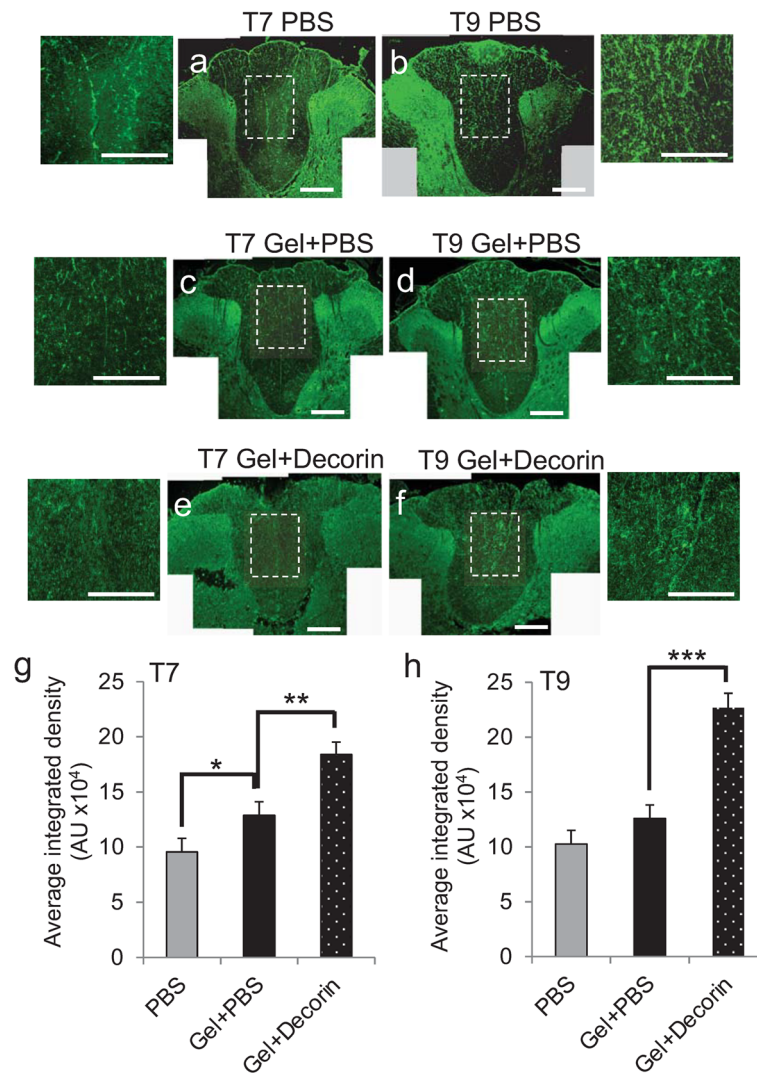 T7 PBS
T9 PBS
a
b
T7 Gel+PBS
T9 Gel+PBS
c
d
T7 Gel+Decorin
T9 Gel+Decorin
e
f
g
T7
Average integrated density
(AU x10⁴)
25
20
15
10
5
0
*
**
PBS
Gel+PBS
Gel+Decorin
h
T9
Average integrated density
(AU x10⁴)
25
20
15
10
5
0
***
PBS
Gel+PBS
Gel+Decorin